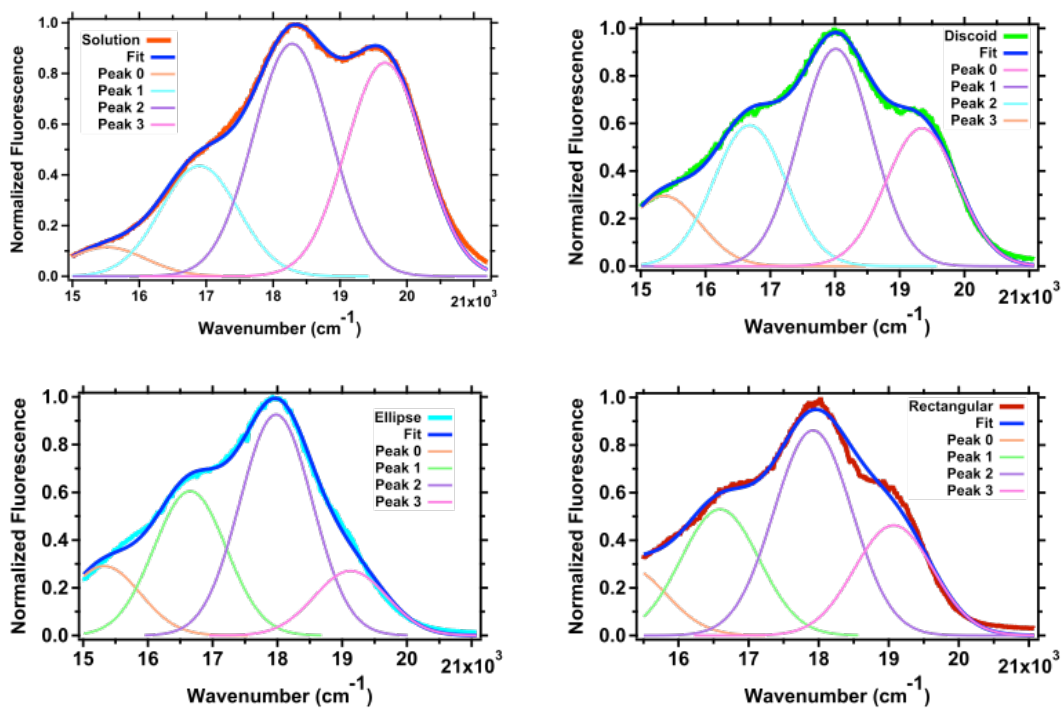 Normalized Fluorescence
1.0
0.8
0.6
0.4
0.2
0.0
Solution
Fit
Peak 0
Peak 1
Peak 2
Peak 3
15 16 17 18 19 20 21x10³
Wavenumber (cm⁻¹)
Normalized Fluorescence
1.0
0.8
0.6
0.4
0.2
0.0
Discoid
Fit
Peak 0
Peak 1
Peak 2
Peak 3
15 16 17 18 19 20 21x10³
Wavenumber (cm⁻¹)
Normalized Fluorescence
1.0
0.8
0.6
0.4
0.2
0.0
Ellipse
Fit
Peak 0
Peak 1
Peak 2
Peak 3
15 16 17 18 19 20 21x10³
Wavenumber (cm⁻¹)
Normalized Fluorescence
1.0
0.8
0.6
0.4
0.2
0.0
Rectangular
Fit
Peak 0
Peak 1
Peak 2
Peak 3
16 17 18 19 20 21x10³
Wavenumber (cm⁻¹)